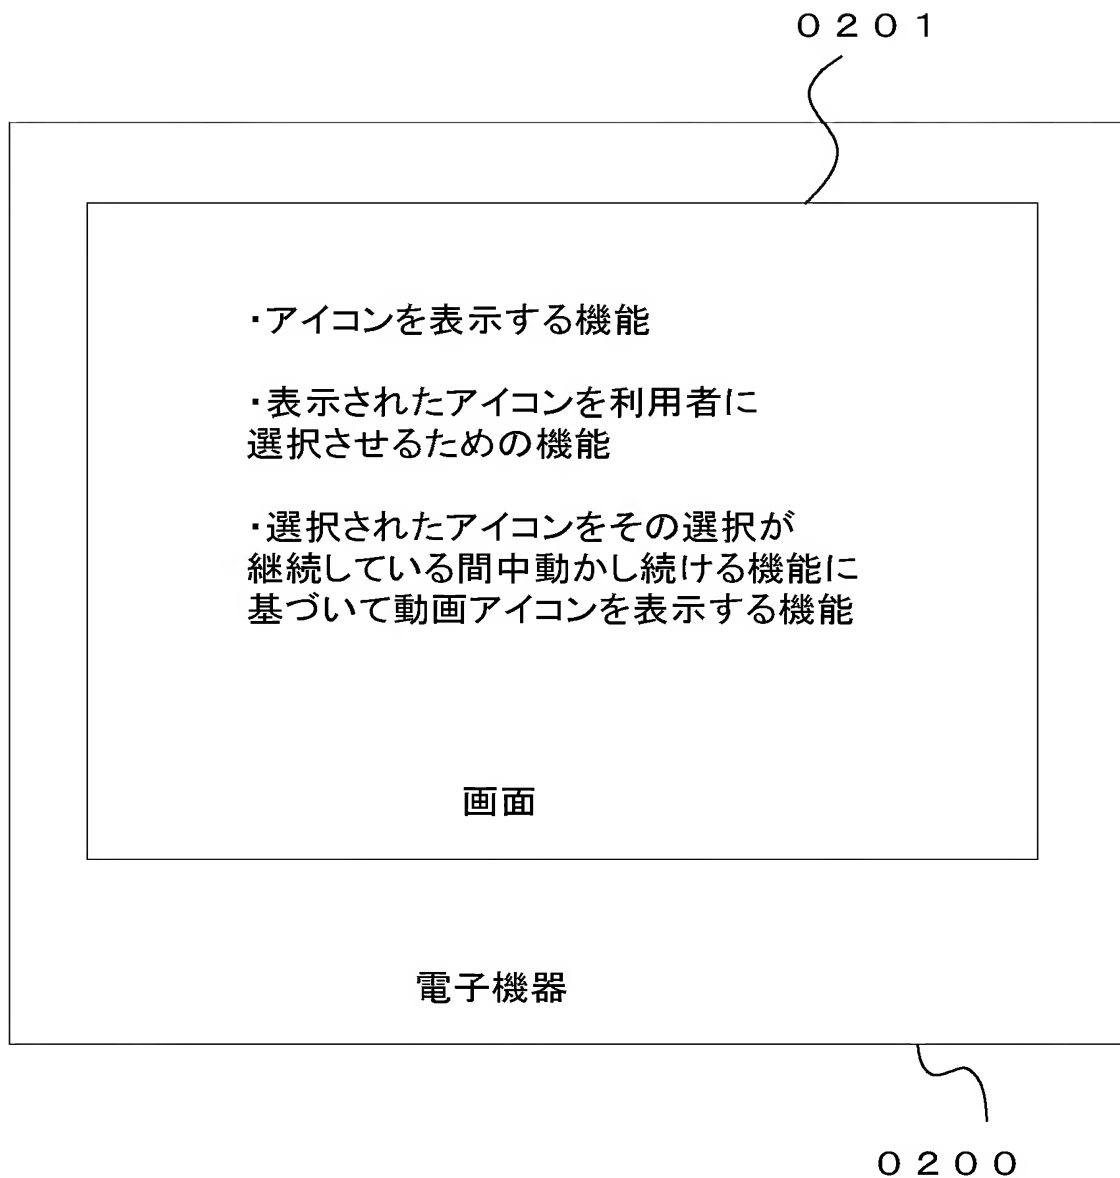 ０２０１
・アイコンを表示する機能
・表示されたアイコンを利用者に
選択させるための機能
・選択されたアイコンをその選択が
継続している間中動かし続ける機能に
基づいて動画アイコンを表示する機能
画面
電子機器
０２００